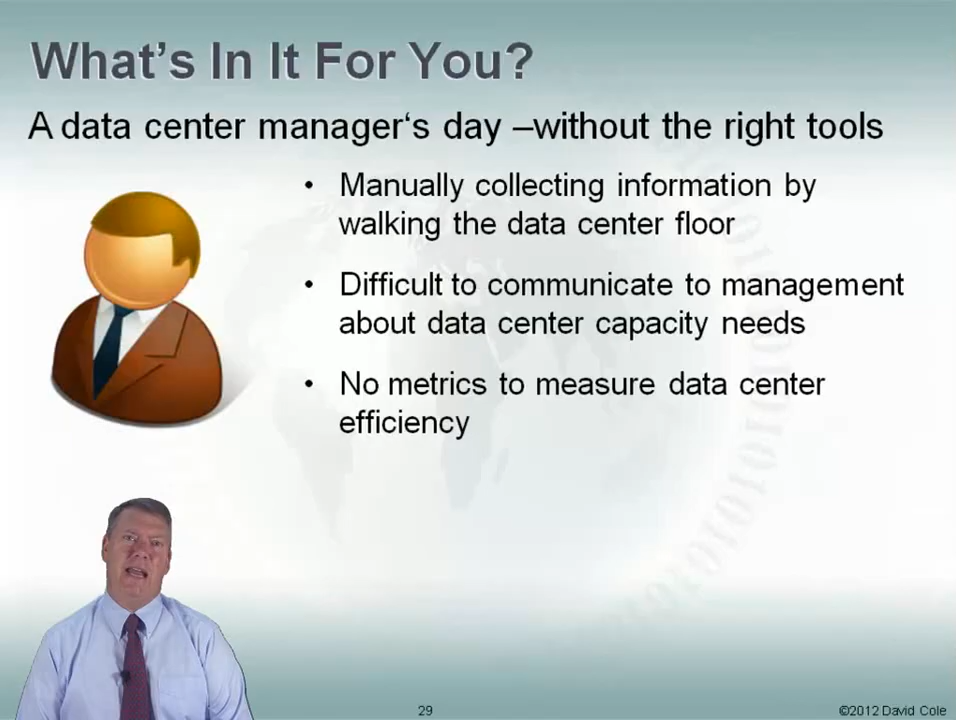 What’s In It For You?
A data center manager‘s day –without the right tools
• Manually collecting information by
walking the data center floor
• Difficult to communicate to management
about data center capacity needs
• No metrics to measure data center
efficiency
29
©2012 David Cole